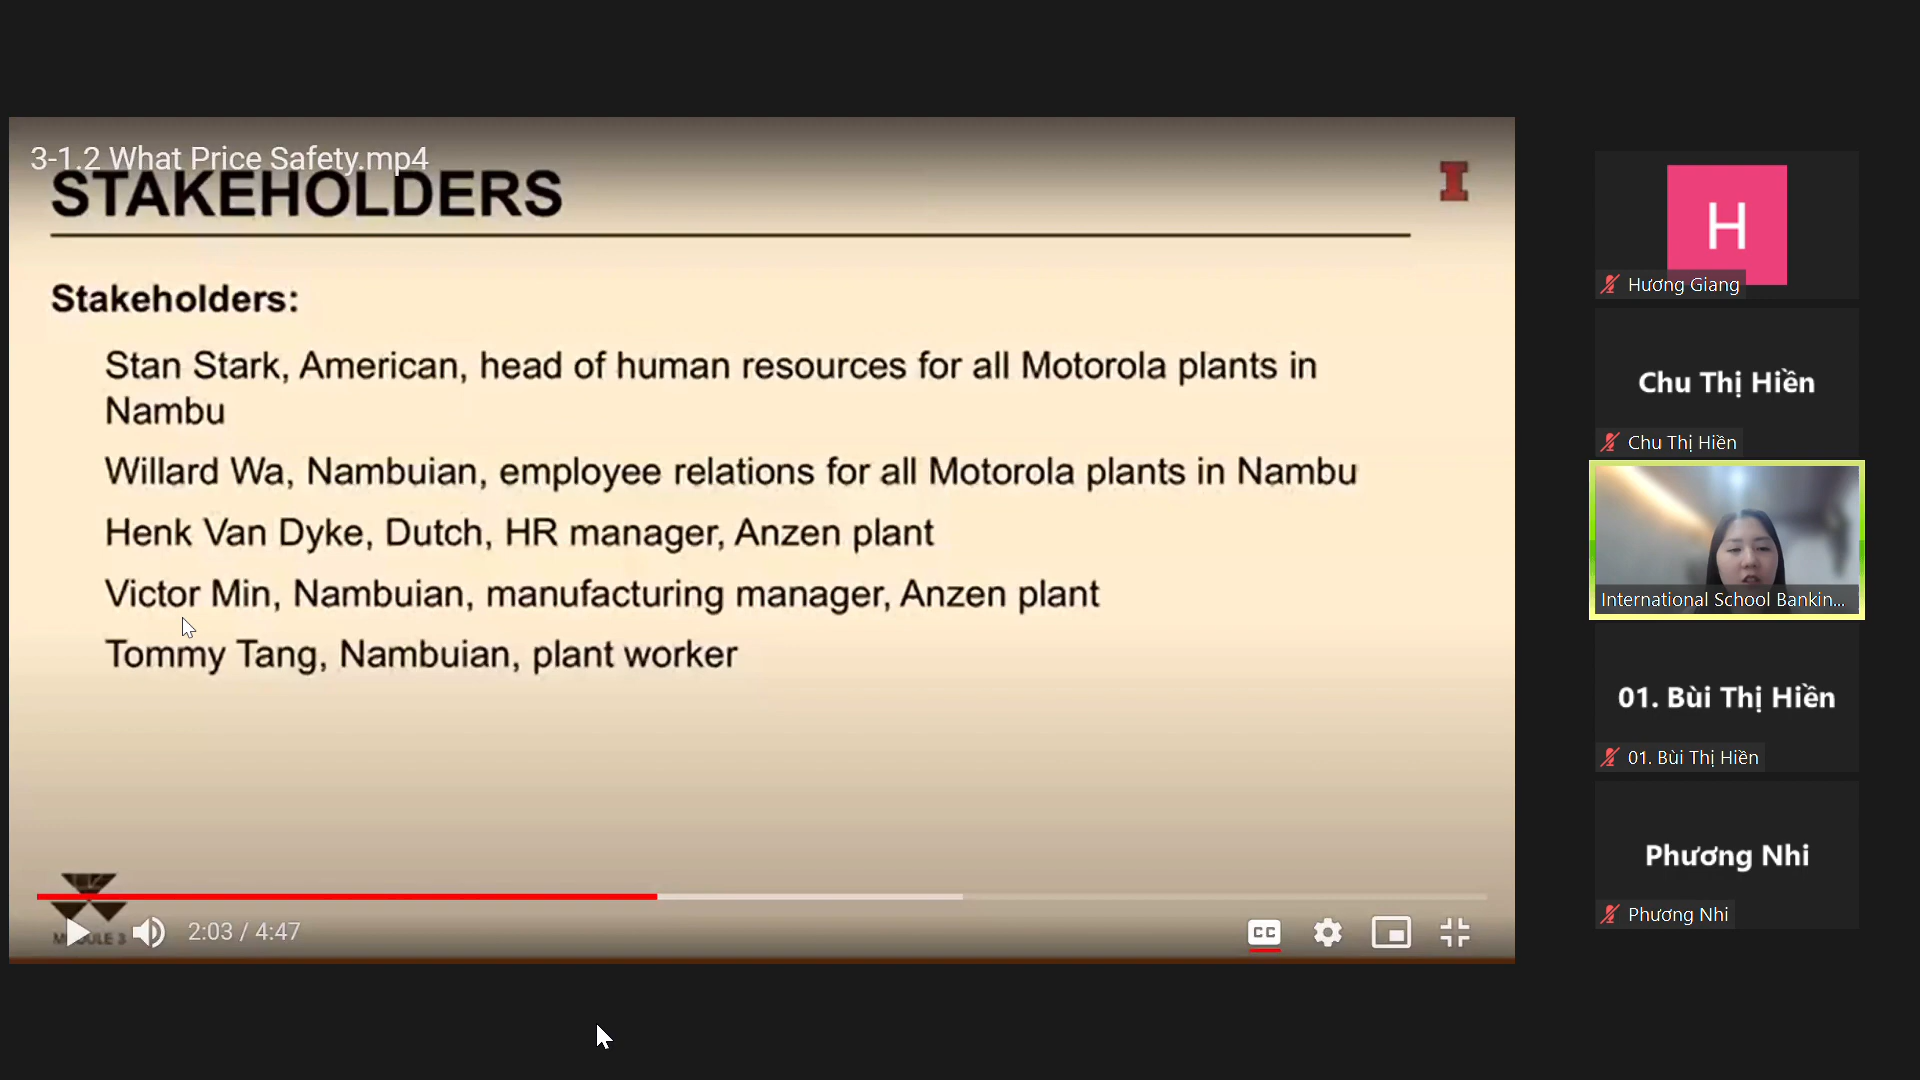 3-1.2 What Price Safety.mp4
STAKEHOLDERS
Stakeholders:
Stan Stark, American, head of human resources for all Motorola plants in
Nambu
Willard Wa, Nambuian, employee relations for all Motorola plants in Nambu
Henk Van Dyke, Dutch, HR manager, Anzen plant
Victor Min, Nambuian, manufacturing manager, Anzen plant
Tommy Tang, Nambuian, plant worker
MODULE 3
2:03 / 4:47
CC
H
Hương Giang
Chu Thị Hiền
Chu Thị Hiền
International School Bankin...
01. Bùi Thị Hiền
01. Bùi Thị Hiền
Phương Nhi
Phương Nhi